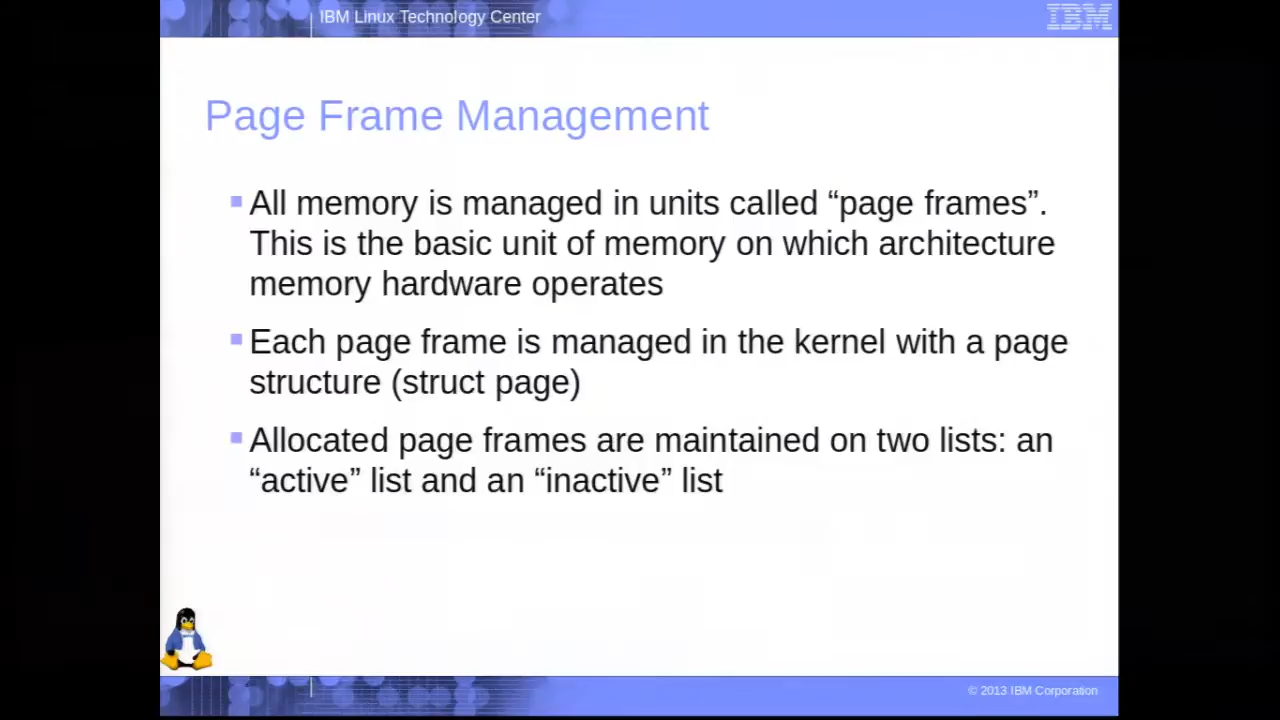 IBM Linux Technology Center
IBM
Page Frame Management
All memory is managed in units called “page frames”.
This is the basic unit of memory on which architecture
memory hardware operates
Each page frame is managed in the kernel with a page
structure (struct page)
Allocated page frames are maintained on two lists: an
“active” list and an “inactive” list
© 2013 IBM Corporation